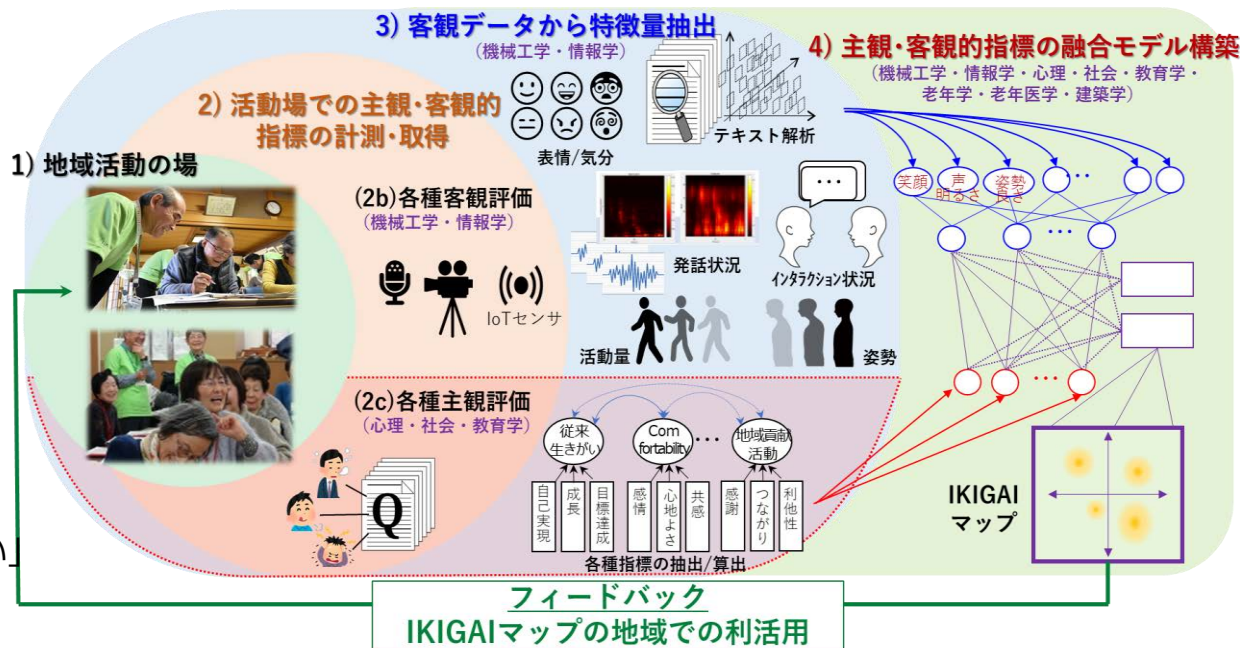 3) 客観データから特徴量抽出
(機械工学・情報学)
4) 主観・客観的指標の融合モデル構築
(機械工学・情報学・心理・社会・教育学・
老年学・老年医学・建築学)
2) 活動場での主観・客観的
指標の計測・取得
1) 地域活動の場
表情/気分
テキスト解析
笑顔
声
明るさ
姿勢
良さ
…
(2b)各種客観評価
(機械工学・情報学)
IoTセンサ
発話状況
…
インタラクション状況
活動量
姿勢
…
(2c)各種主観評価
(心理・社会・教育学)
Q
従来
生きがい
Com
fortability
…
地域貢献
活動
自己実現
成長
目標達成
感情
心地よさ
共感
感謝
つながり
利他性
各種指標の抽出/算出
…
IKIGAI
マップ
い」
フィードバック
IKIGAIマップの地域での利活用